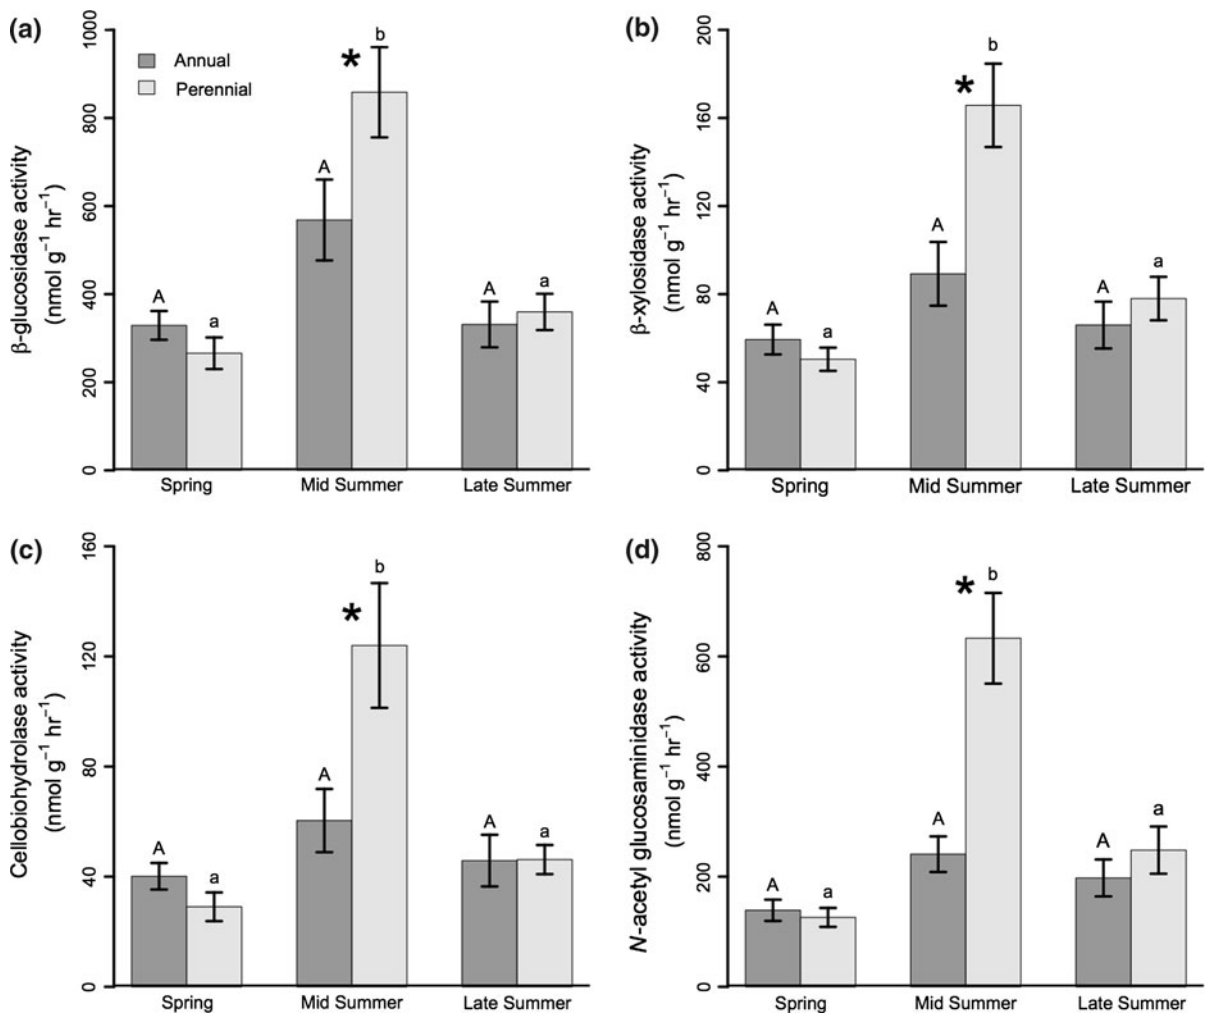 (a)
β-glucosidase activity
(nmol g⁻¹ hr⁻¹)
0 200 400 600 800 1000
Annual
Perennial
A a A * b A a
Spring Mid Summer Late Summer
(b)
β-xylosidase activity
(nmol g⁻¹ hr⁻¹)
0 40 80 120 160 200
A a A * b A a
Spring Mid Summer Late Summer
(c)
Cellobiohydrolase activity
(nmol g⁻¹ hr⁻¹)
0 40 80 120 160
A a A * b A a
Spring Mid Summer Late Summer
(d)
N-acetyl glucosaminidase activity
(nmol g⁻¹ hr⁻¹)
0 200 400 600 800
A a A * b A a
Spring Mid Summer Late Summer